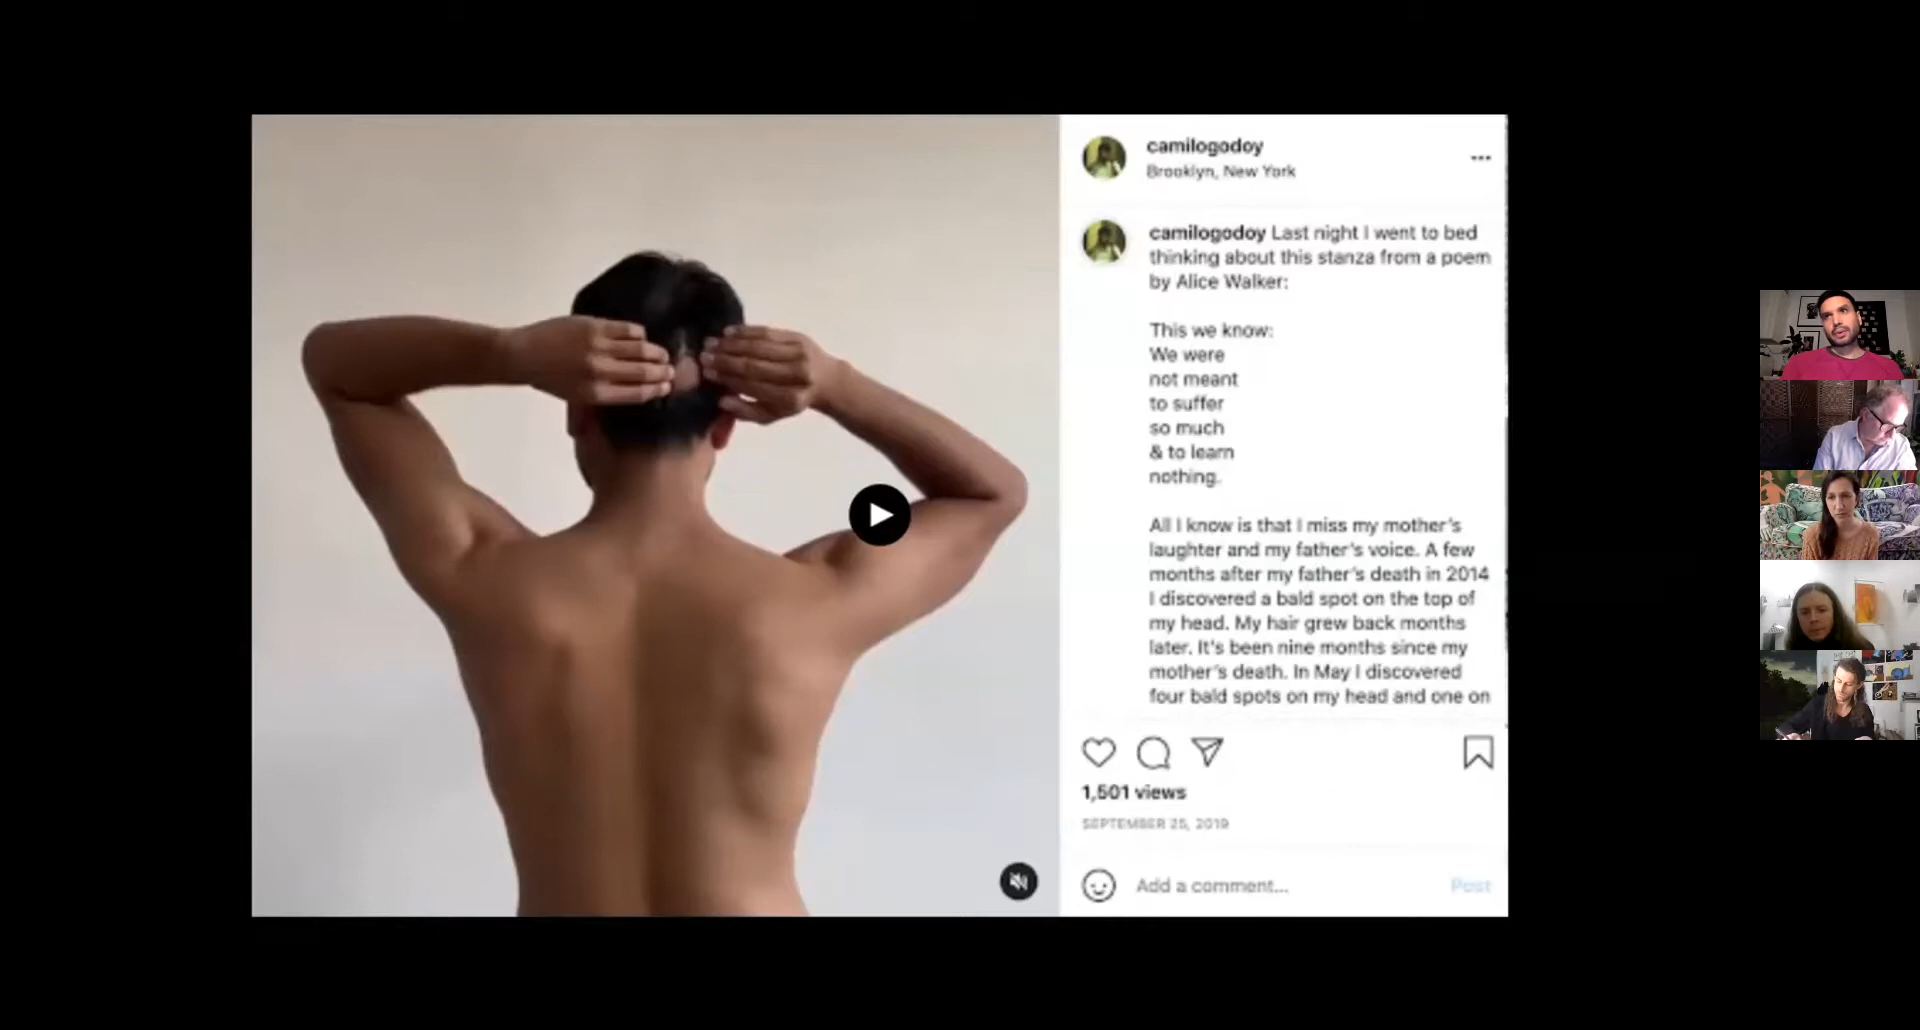 camilogodoy
Brooklyn, New York
camilogodoy Last night I went to bed
thinking about this stanza from a poem
by Alice Walker:
This we know:
We were
not meant
to suffer
so much
& to learn
nothing.
All I know is that I miss my mother's
laughter and my father's voice. A few
months after my father's death in 2014
I discovered a bald spot on the top of
my head. My hair grew back months
later. It's been nine months since my
mother's death. In May I discovered
four bald spots on my head and one on
1,501 views
SEPTEMBER 25, 2019
Add a comment... Post